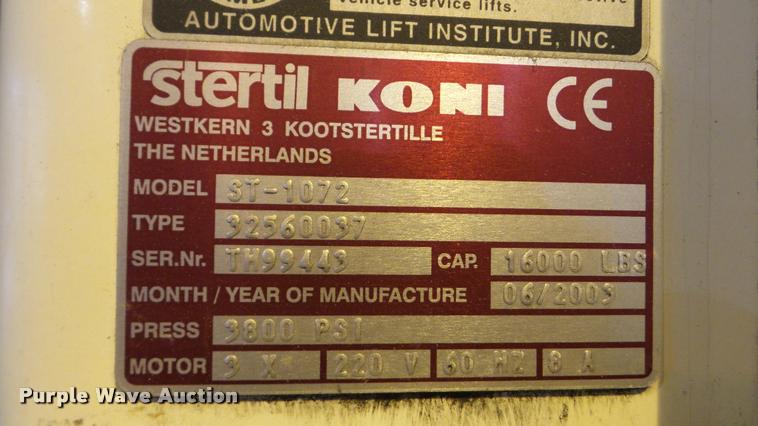 vehicle service lifts.
AUTOMOTIVE LIFT INSTITUTE, INC.
stertil KONI CE
WESTKERN 3 KOOTSTERTILLE
THE NETHERLANDS
MODEL ST-1072
TYPE 32560037
SER.Nr. TH99443 CAP. 16000 LBS
MONTH / YEAR OF MANUFACTURE 06/2003
PRESS 3800 PSI
MOTOR 3 X 220 V 60 HZ 8 A
Purple Wave Auction